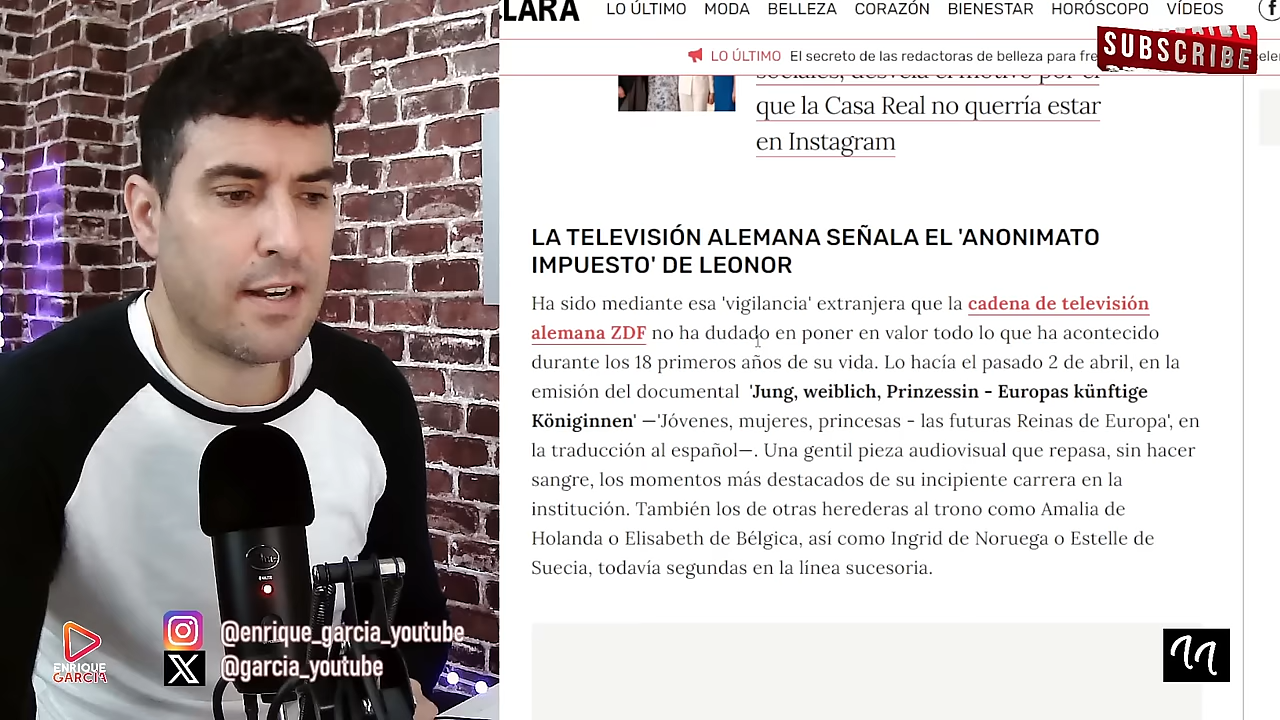 CLARA
LO ÚLTIMO MODA BELLEZA CORAZÓN BIENESTAR HORÓSCOPO VÍDEOS
LO ÚLTIMO El secreto de las redactoras de belleza para
SUBSCRIBE
sociales, desvela el motivo por el
que la Casa Real no querría estar
en Instagram
LA TELEVISIÓN ALEMANA SEÑALA EL 'ANONIMATO
IMPUESTO' DE LEONOR
Ha sido mediante esa 'vigilancia' extranjera que la cadena de televisión
alemana ZDF no ha dudado en poner en valor todo lo que ha acontecido
durante los 18 primeros años de su vida. Lo hacía el pasado 2 de abril, en la
emisión del documental 'Jung, weiblich, Prinzessin - Europas künftige
Königinnen' —'Jóvenes, mujeres, princesas - las futuras Reinas de Europa', en
la traducción al español—. Una gentil pieza audiovisual que repasa, sin hacer
sangre, los momentos más destacados de su incipiente carrera en la
institución. También los de otras herederas al trono como Amalia de
Holanda o Elisabeth de Bélgica, así como Ingrid de Noruega o Estelle de
Suecia, todavía segundas en la línea sucesoria.
@enrique_garcia_youtube
@garcia_youtube
ENRIQUE
GARCIA